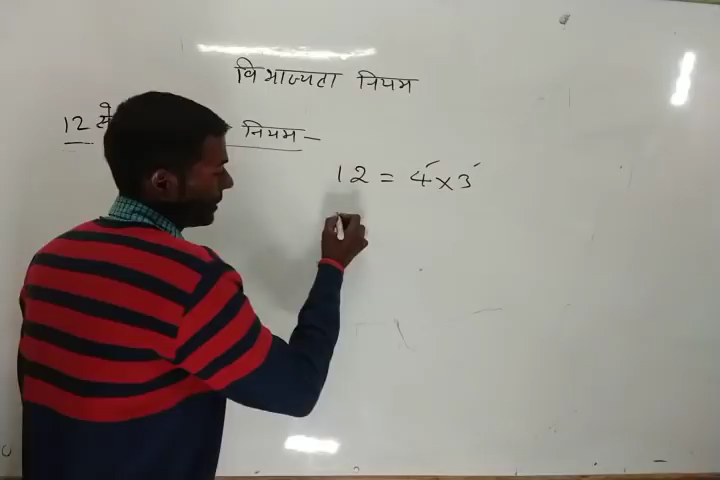 विभाज्यता नियम
12 से नियम –
12 = 4 x 3